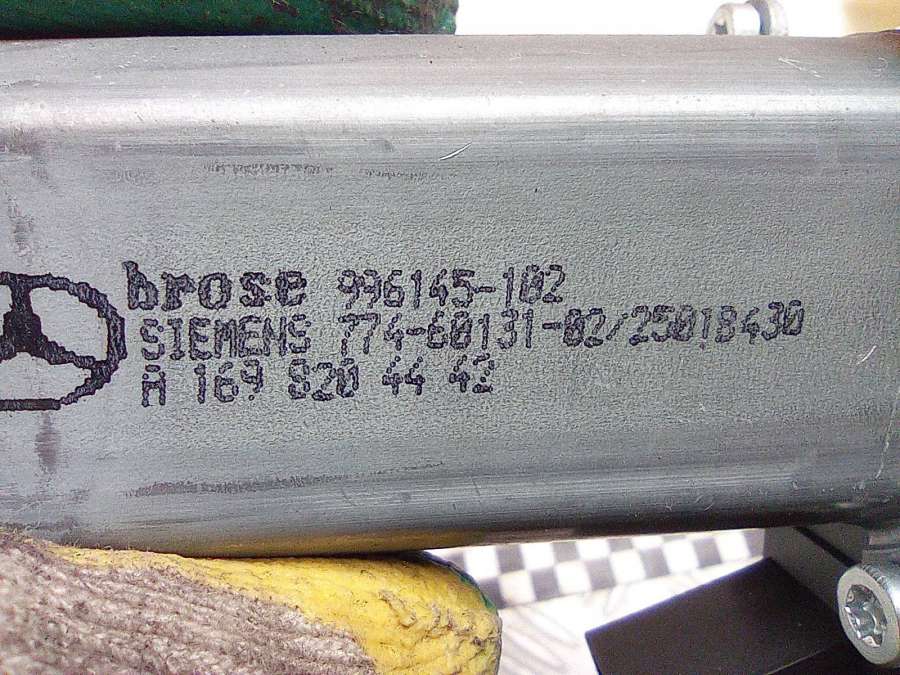 brose 996145-102
SIEMENS 774-60131-02/25018430
A 169 820 44 42